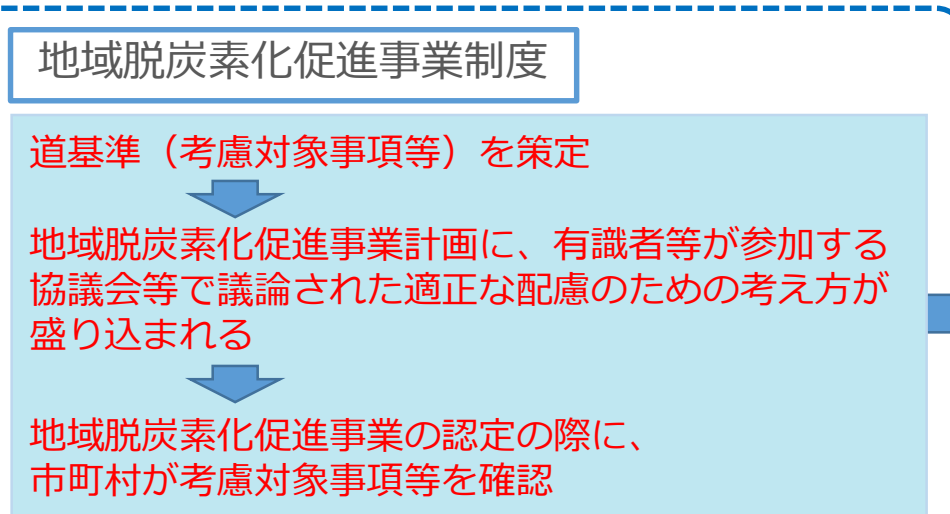 地域脱炭素化促進事業制度
道基準（考慮対象事項等）を策定
地域脱炭素化促進事業計画に、有識者等が参加する
協議会等で議論された適正な配慮のための考え方が
盛り込まれる
地域脱炭素化促進事業の認定の際に、
市町村が考慮対象事項等を確認